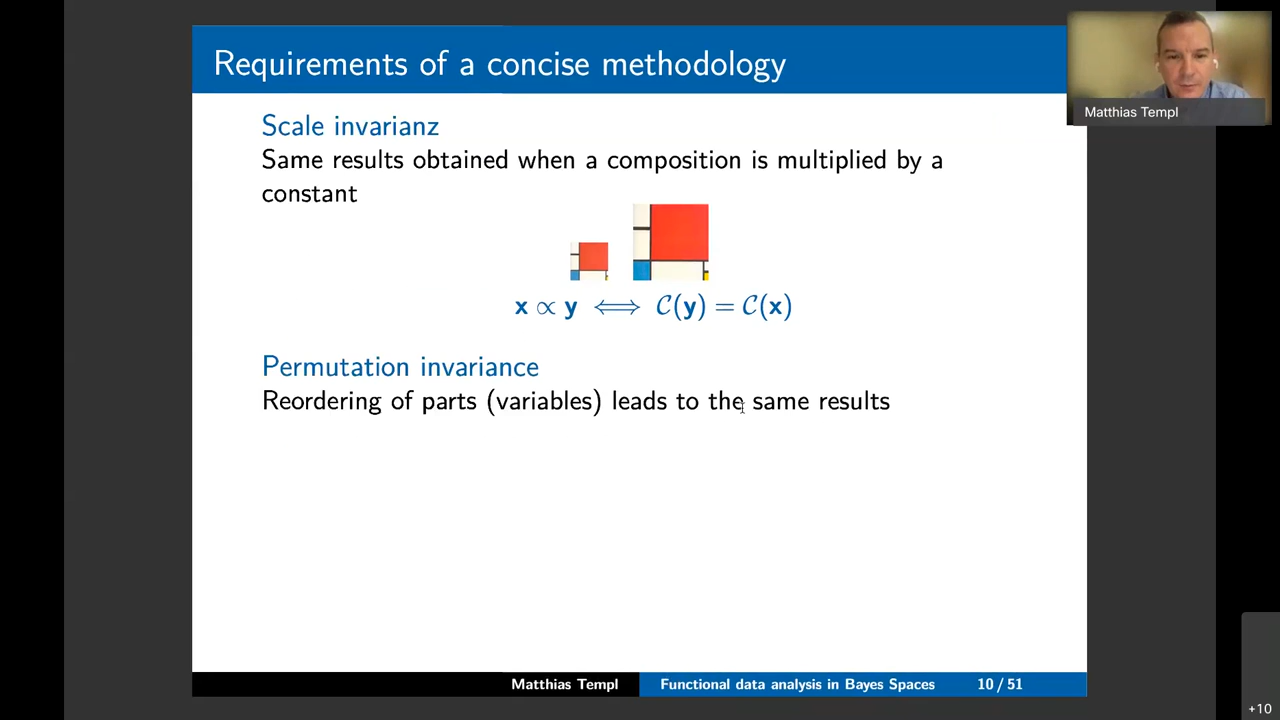 Requirements of a concise methodology
Matthias Templ
Scale invarianz
Same results obtained when a composition is multiplied by a
constant
x ∝ y ⟺ 𝒞(y) = 𝒞(x)
Permutation invariance
Reordering of parts (variables) leads to the same results
Matthias Templ
Functional data analysis in Bayes Spaces
10 / 51
+10